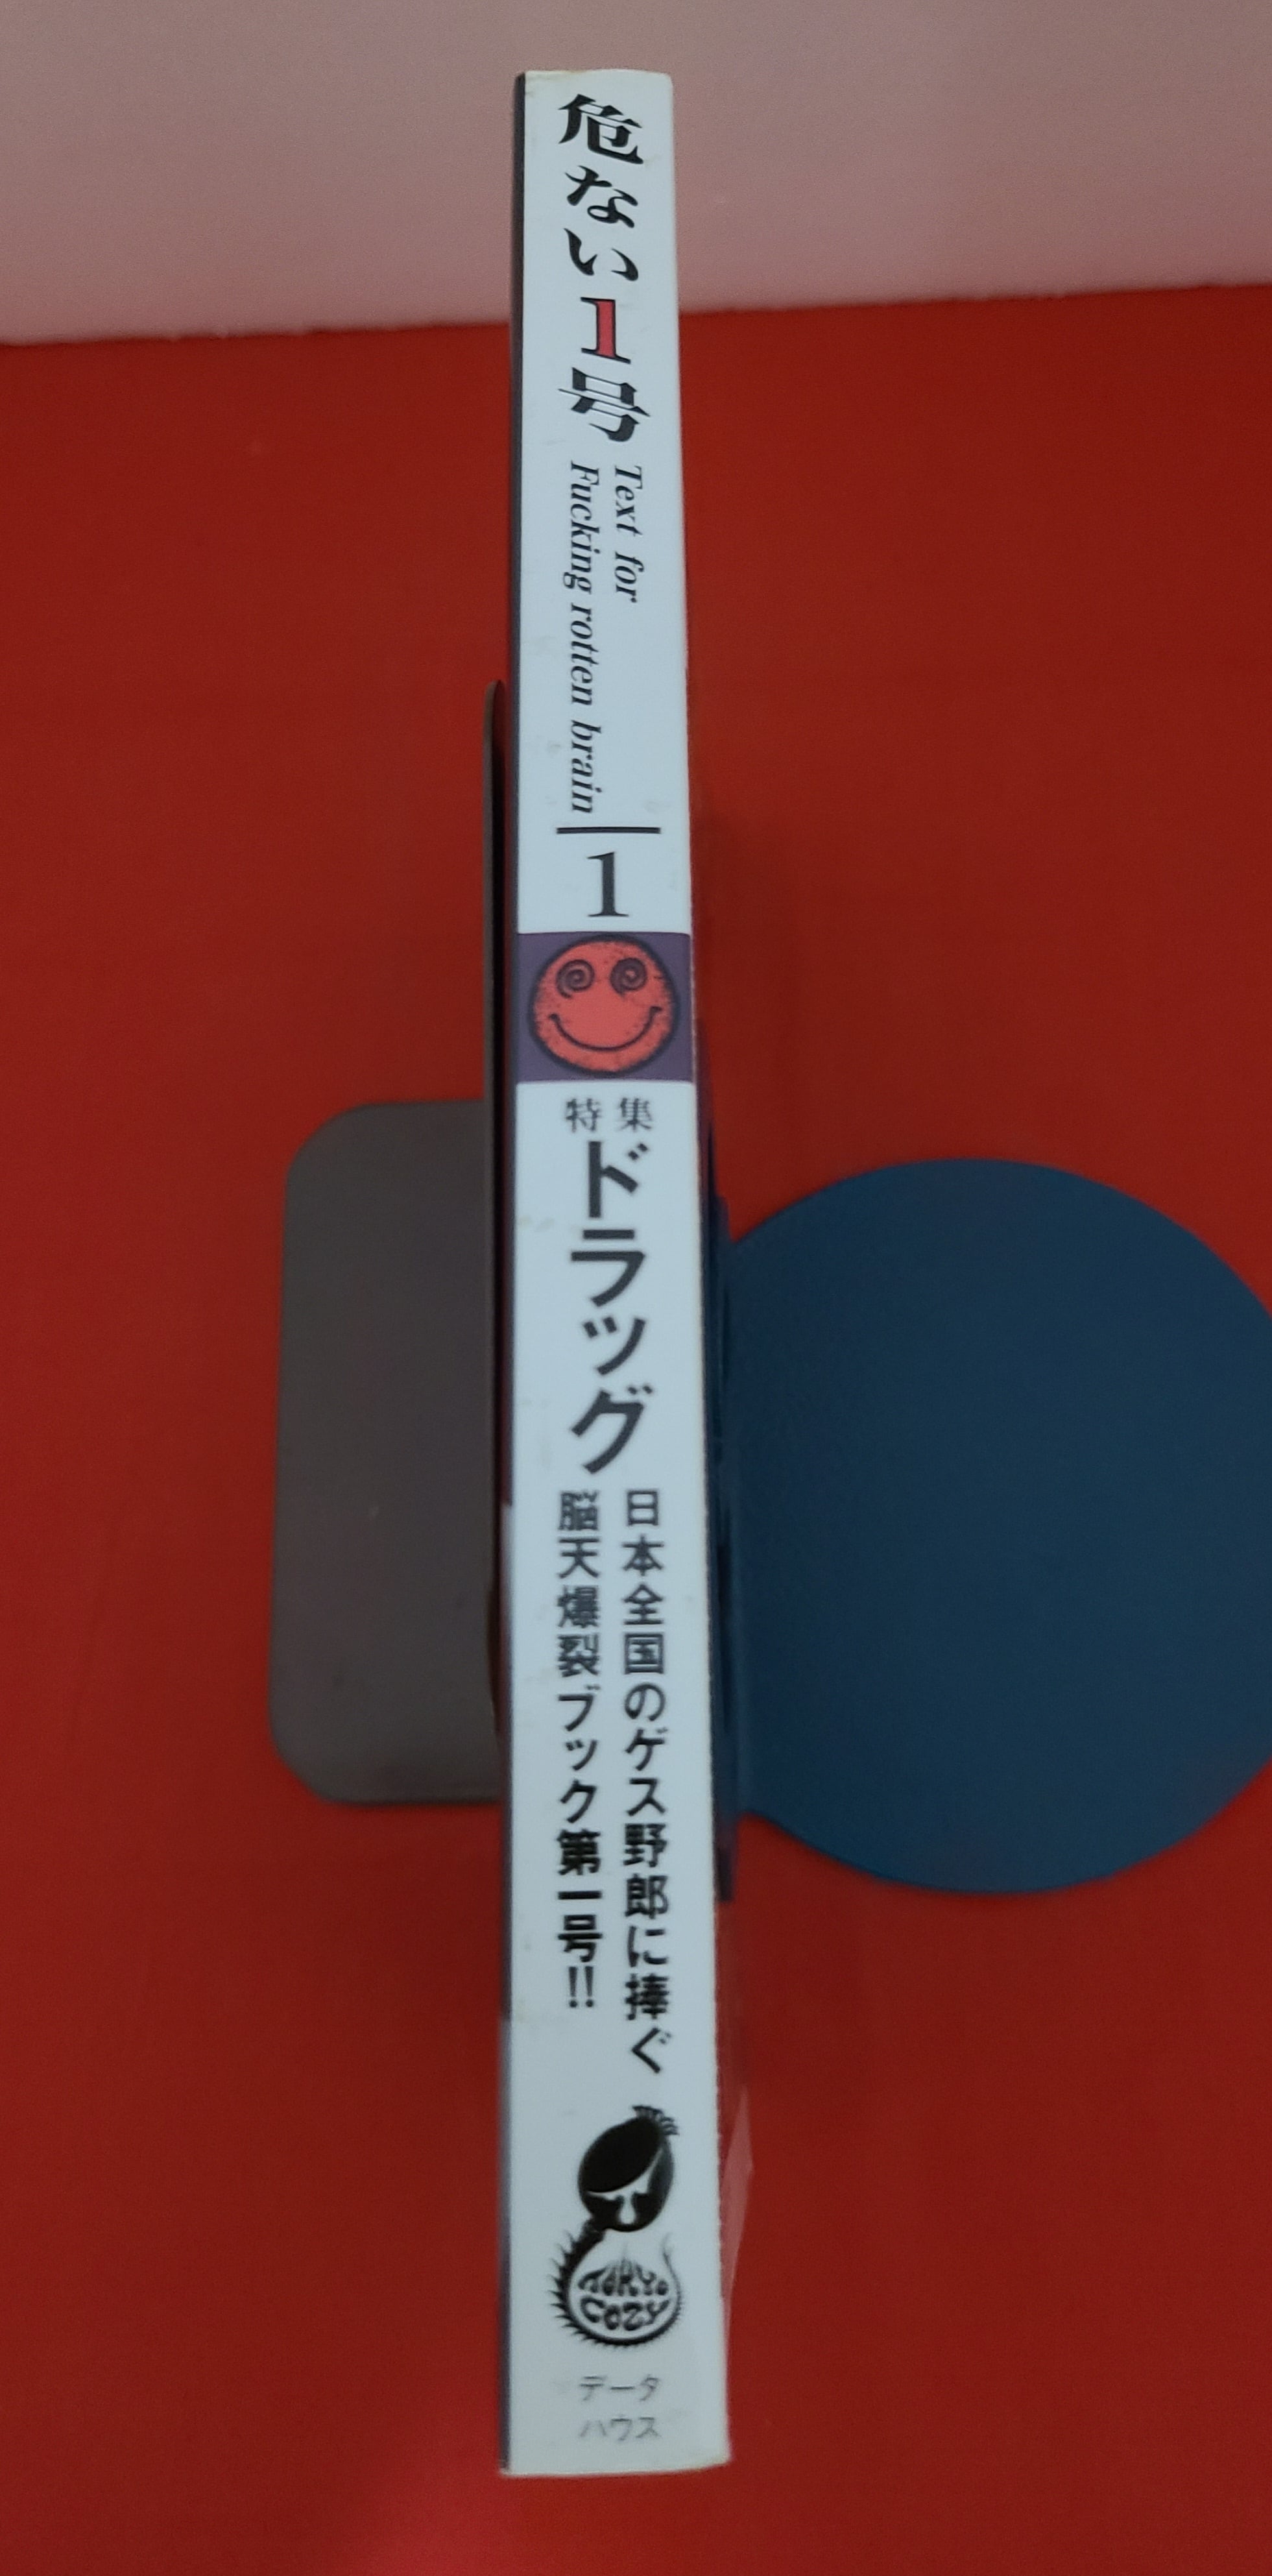 危ない1号
Text for
Fucking rotten brain
1
特集
ドラッグ
日本全国のゲス野郎に捧ぐ
脳天爆裂ブック第一号!!
TOKYO
COZY
データ
ハウス